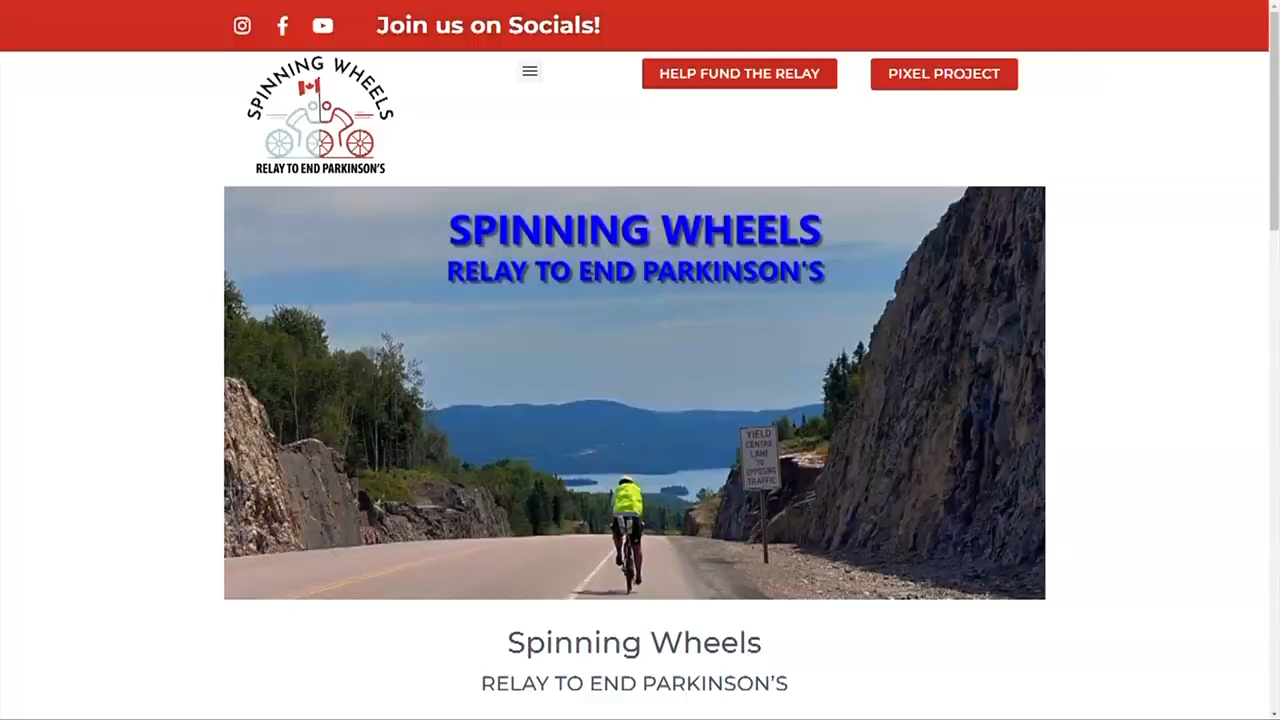 Join us on Socials!
SPINNING WHEELS
RELAY TO END PARKINSON'S
HELP FUND THE RELAY
PIXEL PROJECT
SPINNING WHEELS
RELAY TO END PARKINSON'S
YIELD
CENTRE
LANE
TO
OPPOSING
TRAFFIC
Spinning Wheels
RELAY TO END PARKINSON’S